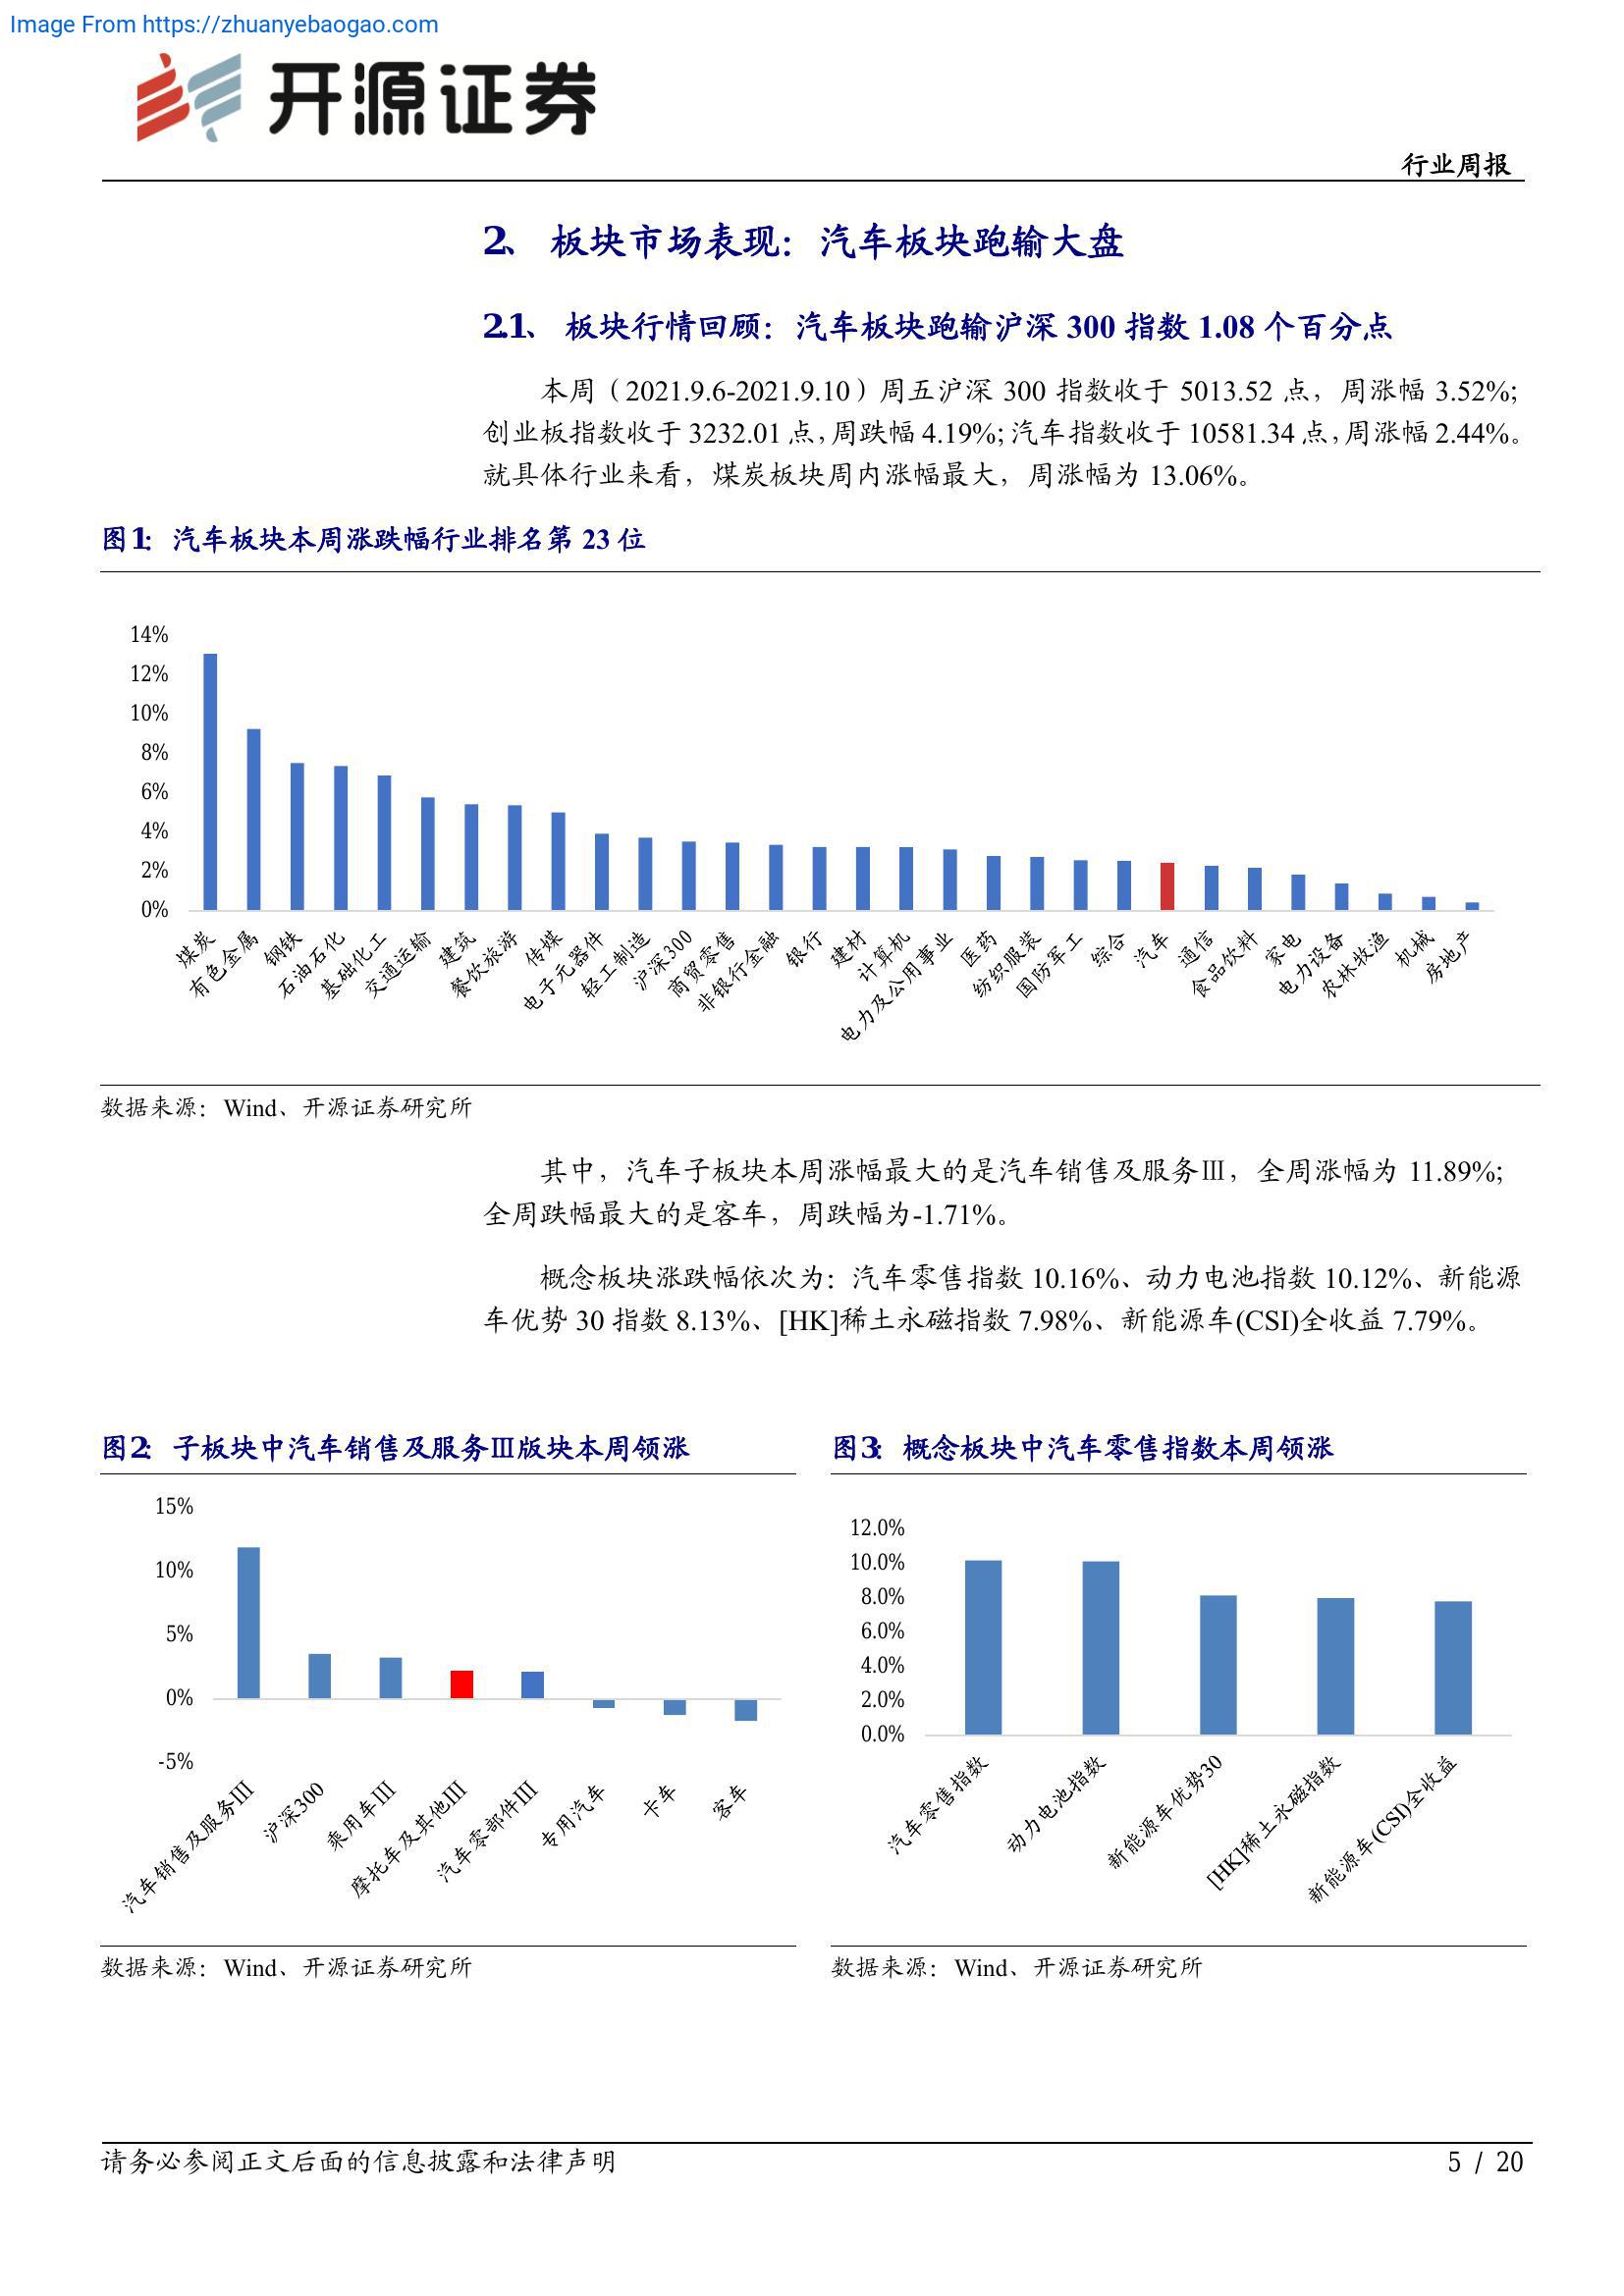 Image From https://zhuanyebaogao.com
开源证券
行业周报
2、 板块市场表现：汽车板块跑输大盘
2.1、 板块行情回顾：汽车板块跑输沪深 300 指数 1.08 个百分点
本周（2021.9.6-2021.9.10）周五沪深 300 指数收于 5013.52 点，周涨幅 3.52%;
创业板指数收于 3232.01 点,周跌幅 4.19%; 汽车指数收于 10581.34 点,周涨幅 2.44%。
就具体行业来看，煤炭板块周内涨幅最大，周涨幅为 13.06%。
图1： 汽车板块本周涨跌幅行业排名第 23 位
14%
12%
10%
8%
6%
4%
2%
0%
煤炭
有色金属
钢铁
石油石化
基础化工
交通运输
建筑
餐饮旅游
传媒
电子元器件
轻工制造
沪深300
商贸零售
非银行金融
银行
建材
计算机
电力及公用事业
医药
纺织服装
国防军工
综合
汽车
通信
食品饮料
家电
电力设备
农林牧渔
机械
房地产
数据来源：Wind、开源证券研究所
其中，汽车子板块本周涨幅最大的是汽车销售及服务Ⅲ，全周涨幅为 11.89%;
全周跌幅最大的是客车，周跌幅为-1.71%。
概念板块涨跌幅依次为：汽车零售指数 10.16%、动力电池指数 10.12%、新能源
车优势 30 指数 8.13%、[HK]稀土永磁指数 7.98%、新能源车(CSI)全收益 7.79%。
图2： 子板块中汽车销售及服务Ⅲ版块本周领涨
15%
10%
5%
0%
-5%
汽车销售及服务III
沪深300
乘用车III
摩托车及其他III
汽车零部件III
专用汽车
卡车
客车
数据来源：Wind、开源证券研究所
图3： 概念板块中汽车零售指数本周领涨
12.0%
10.0%
8.0%
6.0%
4.0%
2.0%
0.0%
汽车零售指数
动力电池指数
新能源车优势30
[HK]稀土永磁指数
新能源车(CSI)全收益
数据来源：Wind、开源证券研究所
请务必参阅正文后面的信息披露和法律声明
5 / 20